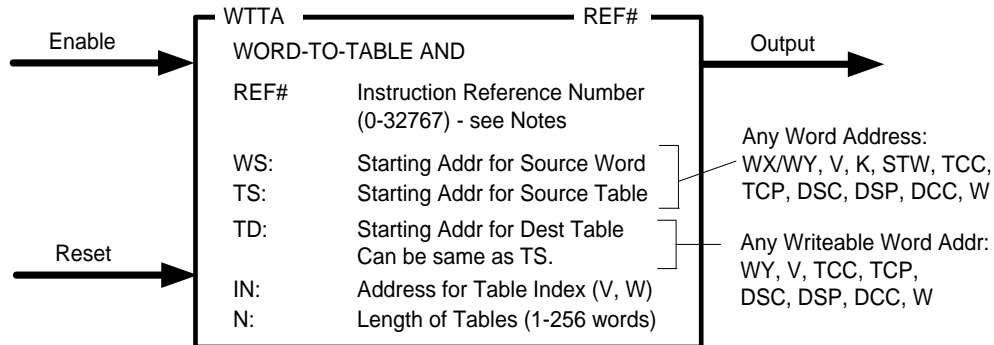 WTTA REF#
Enable
Output
WORD-TO-TABLE AND
REF# Instruction Reference Number
(0-32767) - see Notes
WS: Starting Addr for Source Word
TS: Starting Addr for Source Table
Any Word Address:
WX/WY, V, K, STW, TCC,
TCP, DSC, DSP, DCC, W
TD: Starting Addr for Dest Table
Can be same as TS.
Any Writeable Word Addr:
WY, V, TCC, TCP,
DSC, DSP, DCC, W
Reset
IN: Address for Table Index (V, W)
N: Length of Tables (1-256 words)